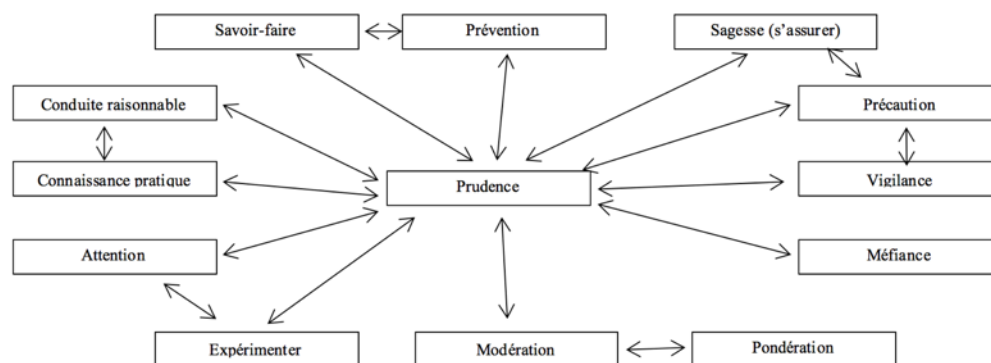 Savoir-faire
Prévention
Sagesse (s'assurer)
Conduite raisonnable
Précaution
Connaissance pratique
Prudence
Vigilance
Attention
Méfiance
Expérimenter
Modération
Pondération